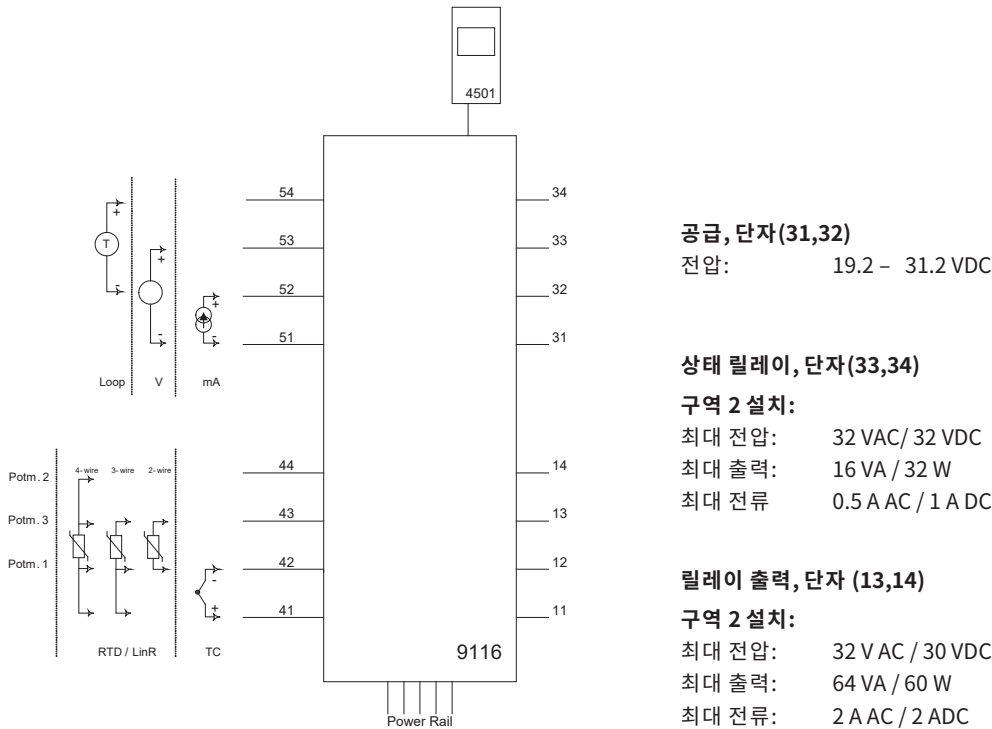 4501
54
53
52
51
34
33
32
31
T
+
-
+
-
+
-
Loop
V
mA
Potm. 2
Potm. 3
Potm. 1
4-wire
3-wire
2-wire
44
43
42
41
14
13
12
11
-
+
RTD / LinR
TC
9116
Power Rail
공급, 단자(31,32)
전압: 19.2 – 31.2 VDC
상태 릴레이, 단자(33,34)
구역 2 설치:
최대 전압: 32 VAC/ 32 VDC
최대 출력: 16 VA / 32 W
최대 전류 0.5 A AC / 1 A DC
릴레이 출력, 단자 (13,14)
구역 2 설치:
최대 전압: 32 V AC / 30 VDC
최대 출력: 64 VA / 60 W
최대 전류: 2 A AC / 2 ADC